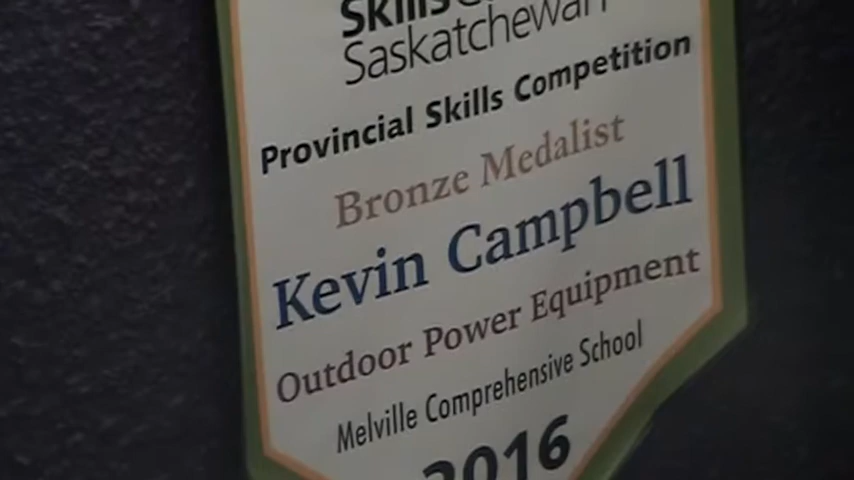 Skills
Saskatchewan
Provincial Skills Competition
Bronze Medalist
Kevin Campbell
Outdoor Power Equipment
Melville Comprehensive School
2016